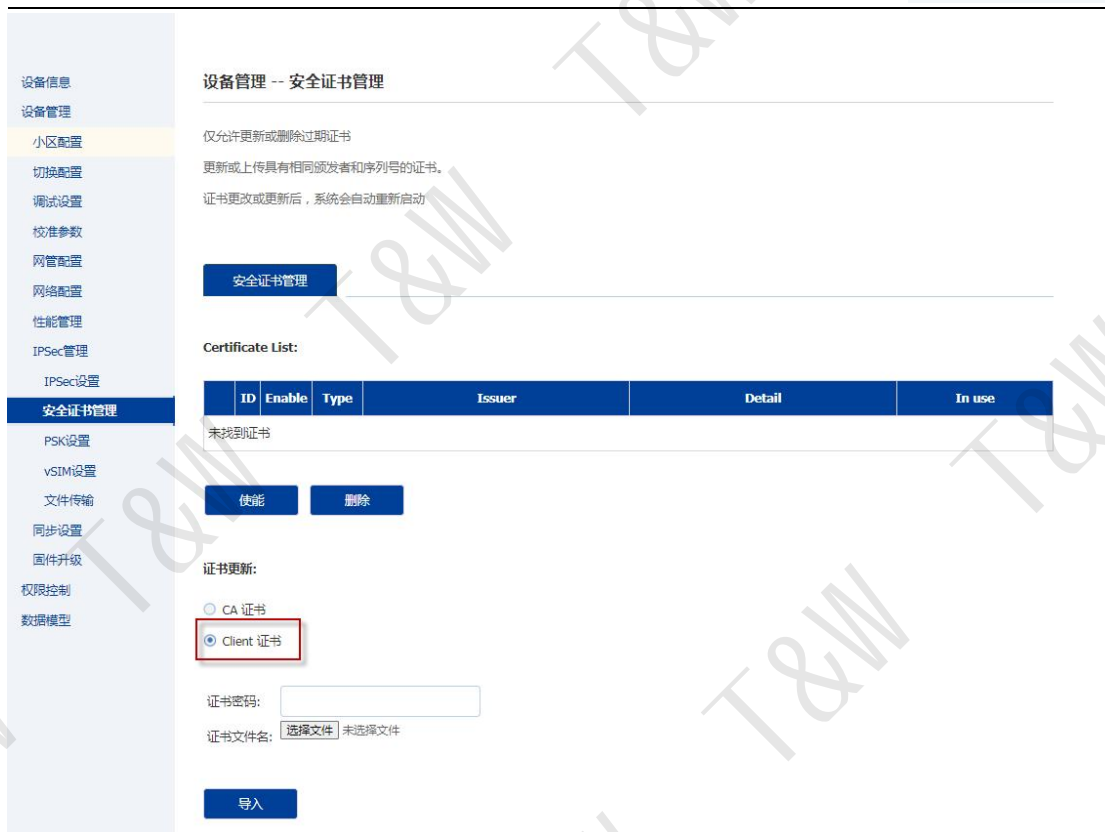 设备信息
设备管理
小区配置
切换配置
调试设置
校准参数
网管配置
网络配置
性能管理
IPSec管理
IPSec设置
安全证书管理
PSK设置
vSIM设置
文件传输
同步设置
固件升级
权限控制
数据模型
设备管理 -- 安全证书管理
仅允许更新或删除过期证书
更新或上传具有相同颁发者和序列号的证书。
证书更改或更新后，系统会自动重新启动
安全证书管理
Certificate List:
ID Enable Type Issuer Detail In use
未找到证书
使能 删除
证书更新:
CA 证书
Client 证书
证书密码:
证书文件名: 选择文件 未选择文件
导入
T&W
T&W
T&W
T&W
T&W